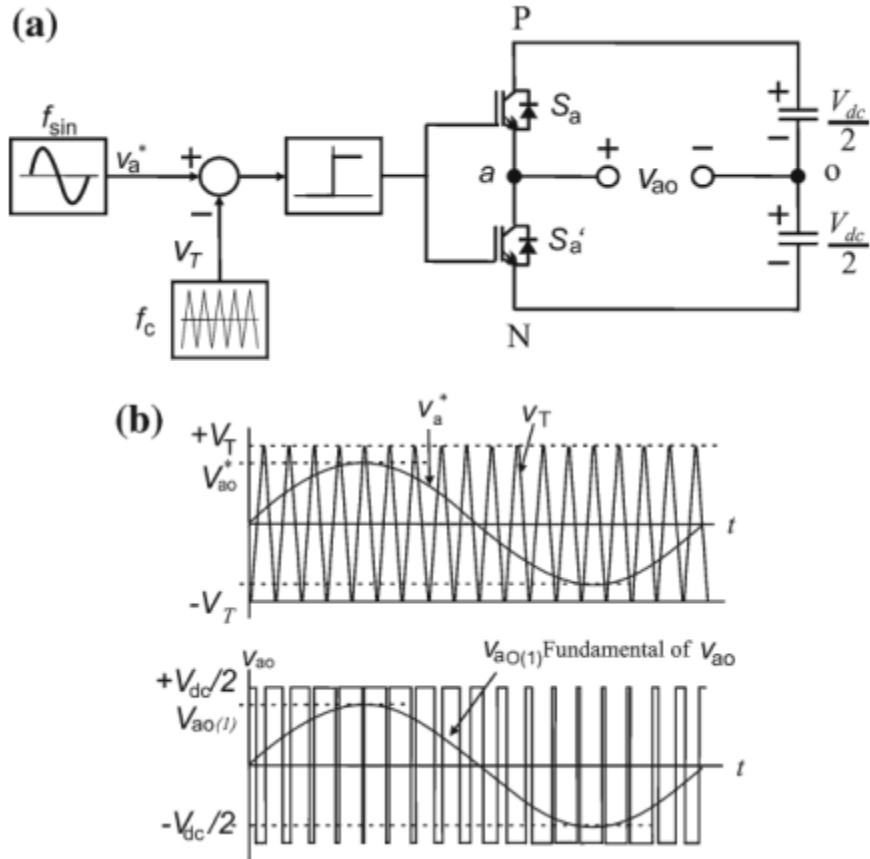 (a)
P
f_sin
v_a*
+
−
V_T
f_c
S_a
a
+
−
V_ao
o
S_a'
+
−
V_dc/2
+
−
V_dc/2
N
(b)
v_a*
v_T
+V_T
V_ao*
t
-V_T
v_ao
V_aO(1) Fundamental of V_ao
+V_dc/2
V_ao(1)
t
-V_dc/2